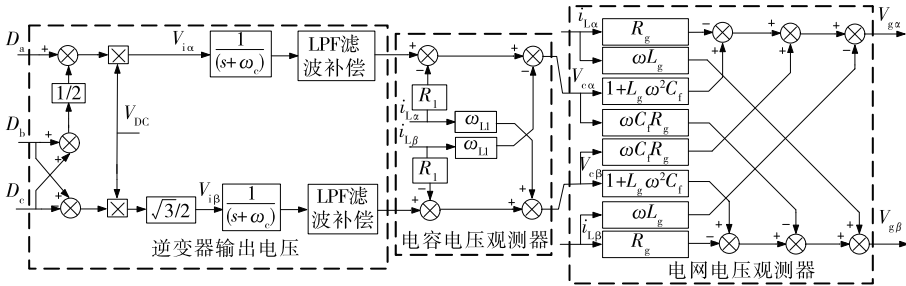 D_a
D_b
D_c
1/2
V_DC
V_iα
V_iβ
√3/2
1/(s+ω_c)
1/(s+ω_c)
LPF滤
波补偿
LPF滤
波补偿
逆变器输出电压
R_1
i_Lα
i_Lβ
R_1
ω_L1
ω_L1
电容电压观测器
V_cα
V_cβ
i_Lα
R_g
ωL_g
1+L_gω²C_f
ωC_fR_g
ωC_fR_g
1+L_gω²C_f
ωL_g
R_g
i_Lβ
V_gα
V_gβ
电网电压观测器